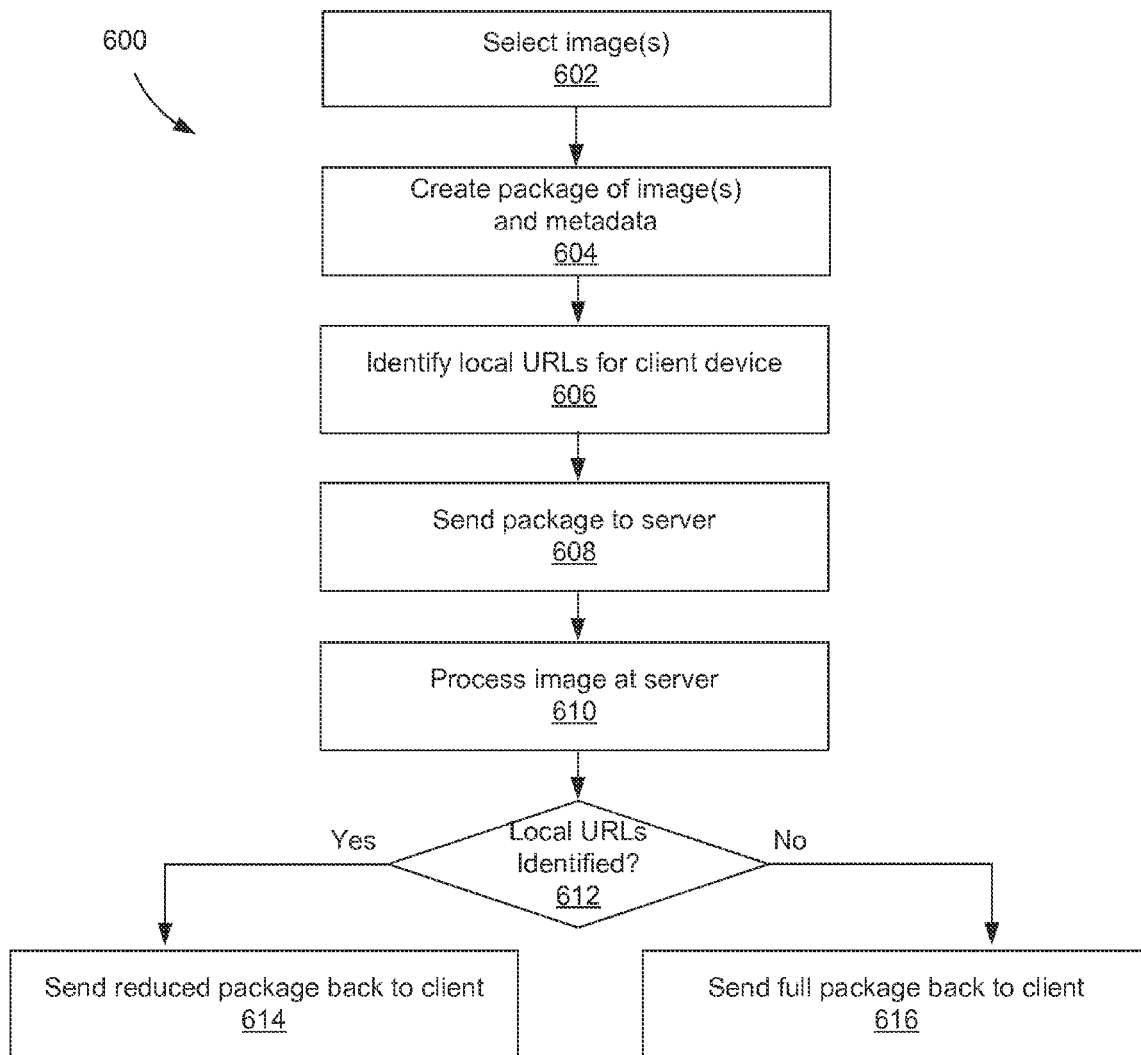 600
Select image(s)
602
Create package of image(s)
and metadata
604
Identify local URLs for client device
606
Send package to server
608
Process image at server
610
Yes
Local URLs
Identified?
612
No
Send reduced package back to client
614
Send full package back to client
616